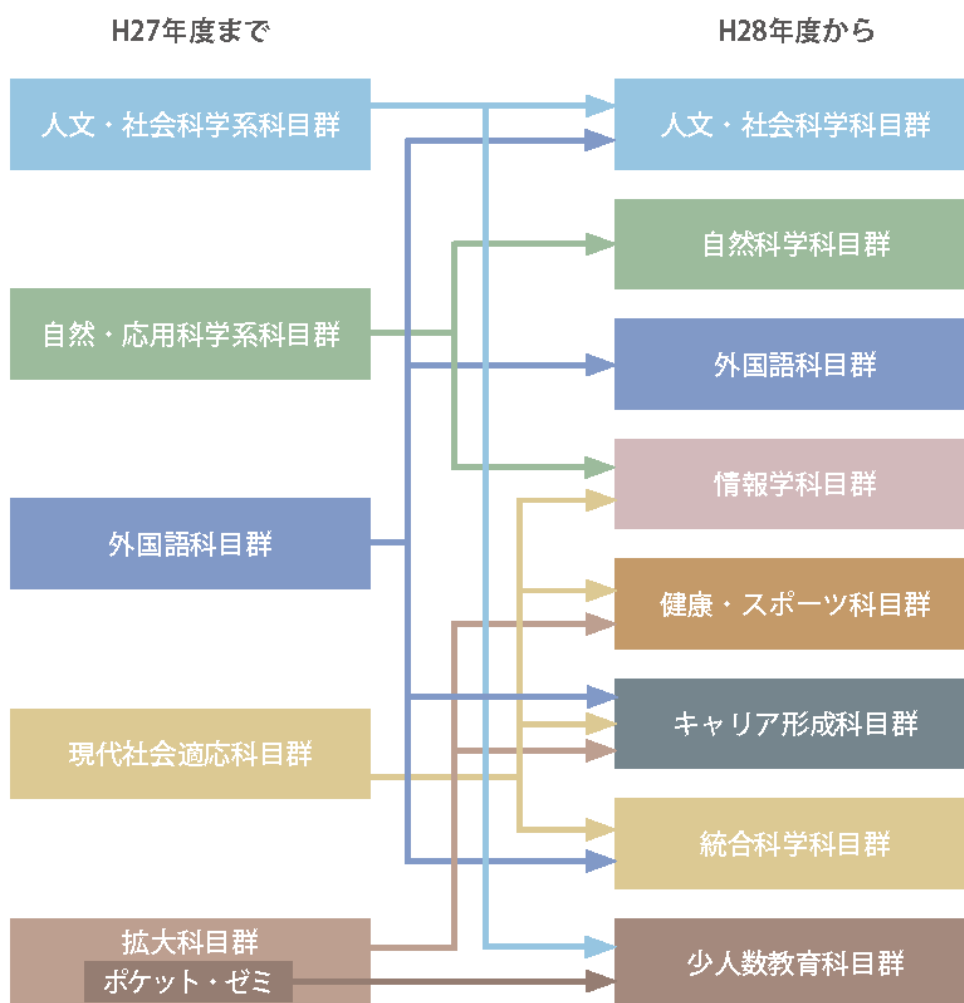 H27年度まで
H28年度から
人文・社会科学系科目群
自然・応用科学系科目群
外国語科目群
現代社会適応科目群
拡大科目群
ポケット・ゼミ
人文・社会科学科目群
自然科学科目群
外国語科目群
情報学科目群
健康・スポーツ科目群
キャリア形成科目群
統合科学科目群
少人数教育科目群